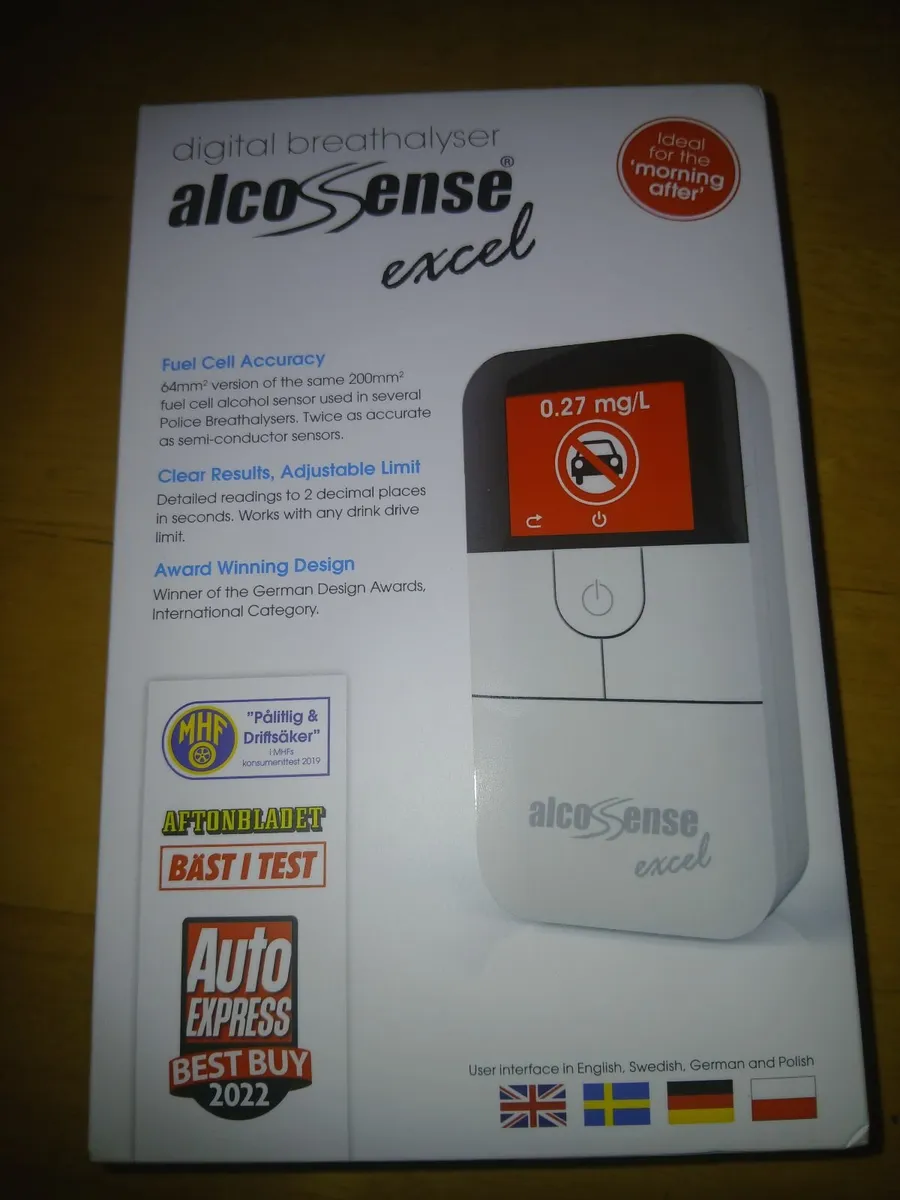 digital breathalyser
alcoSense®
excel
Ideal
for the
'morning
after'
Fuel Cell Accuracy
64mm² version of the same 200mm²
fuel cell alcohol sensor used in several
Police Breathalysers. Twice as accurate
as semi-conductor sensors.
Clear Results, Adjustable Limit
Detailed readings to 2 decimal places
in seconds. Works with any drink drive
limit.
Award Winning Design
Winner of the German Design Awards,
International Category.
0.27 mg/L
alcoSense
excel
MHF
"Pålitlig &
Driftsäker"
i MHFs
konsumenttest 2019
AFTONBLADET
BÄST I TEST
Auto
EXPRESS
BEST BUY
2022
User interface in English, Swedish, German and Polish